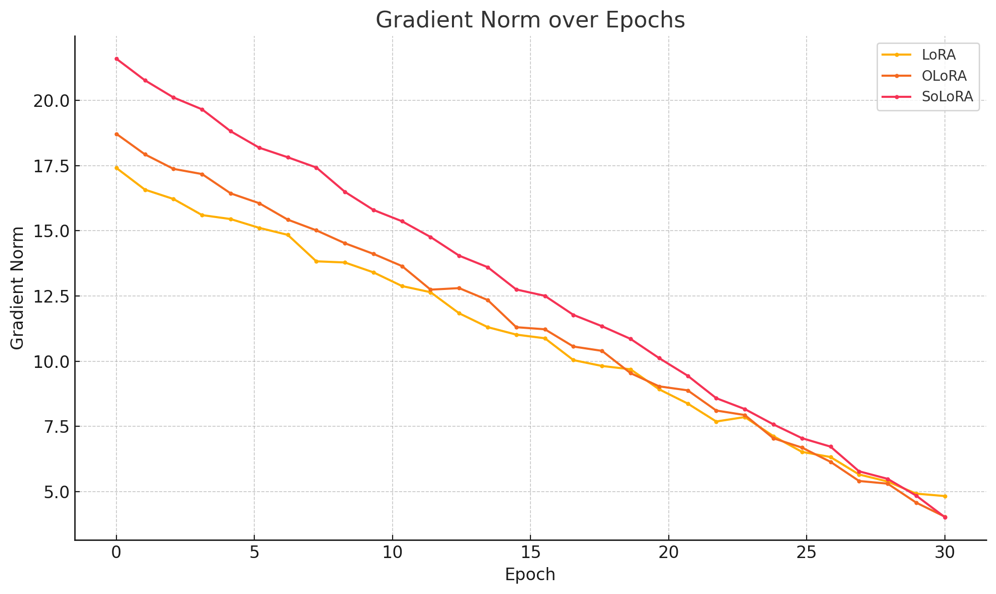 Gradient Norm over Epochs
LoRA
OLoRA
SoLoRA
Gradient Norm
20.0
17.5
15.0
12.5
10.0
7.5
5.0
0 5 10 15 20 25 30
Epoch